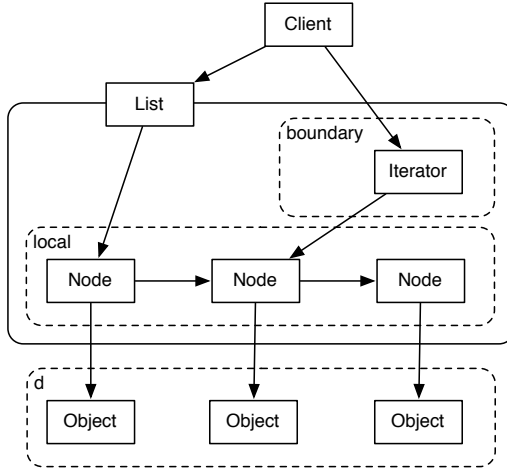 Client
List
boundary
Iterator
local
Node
Node
Node
d
Object
Object
Object